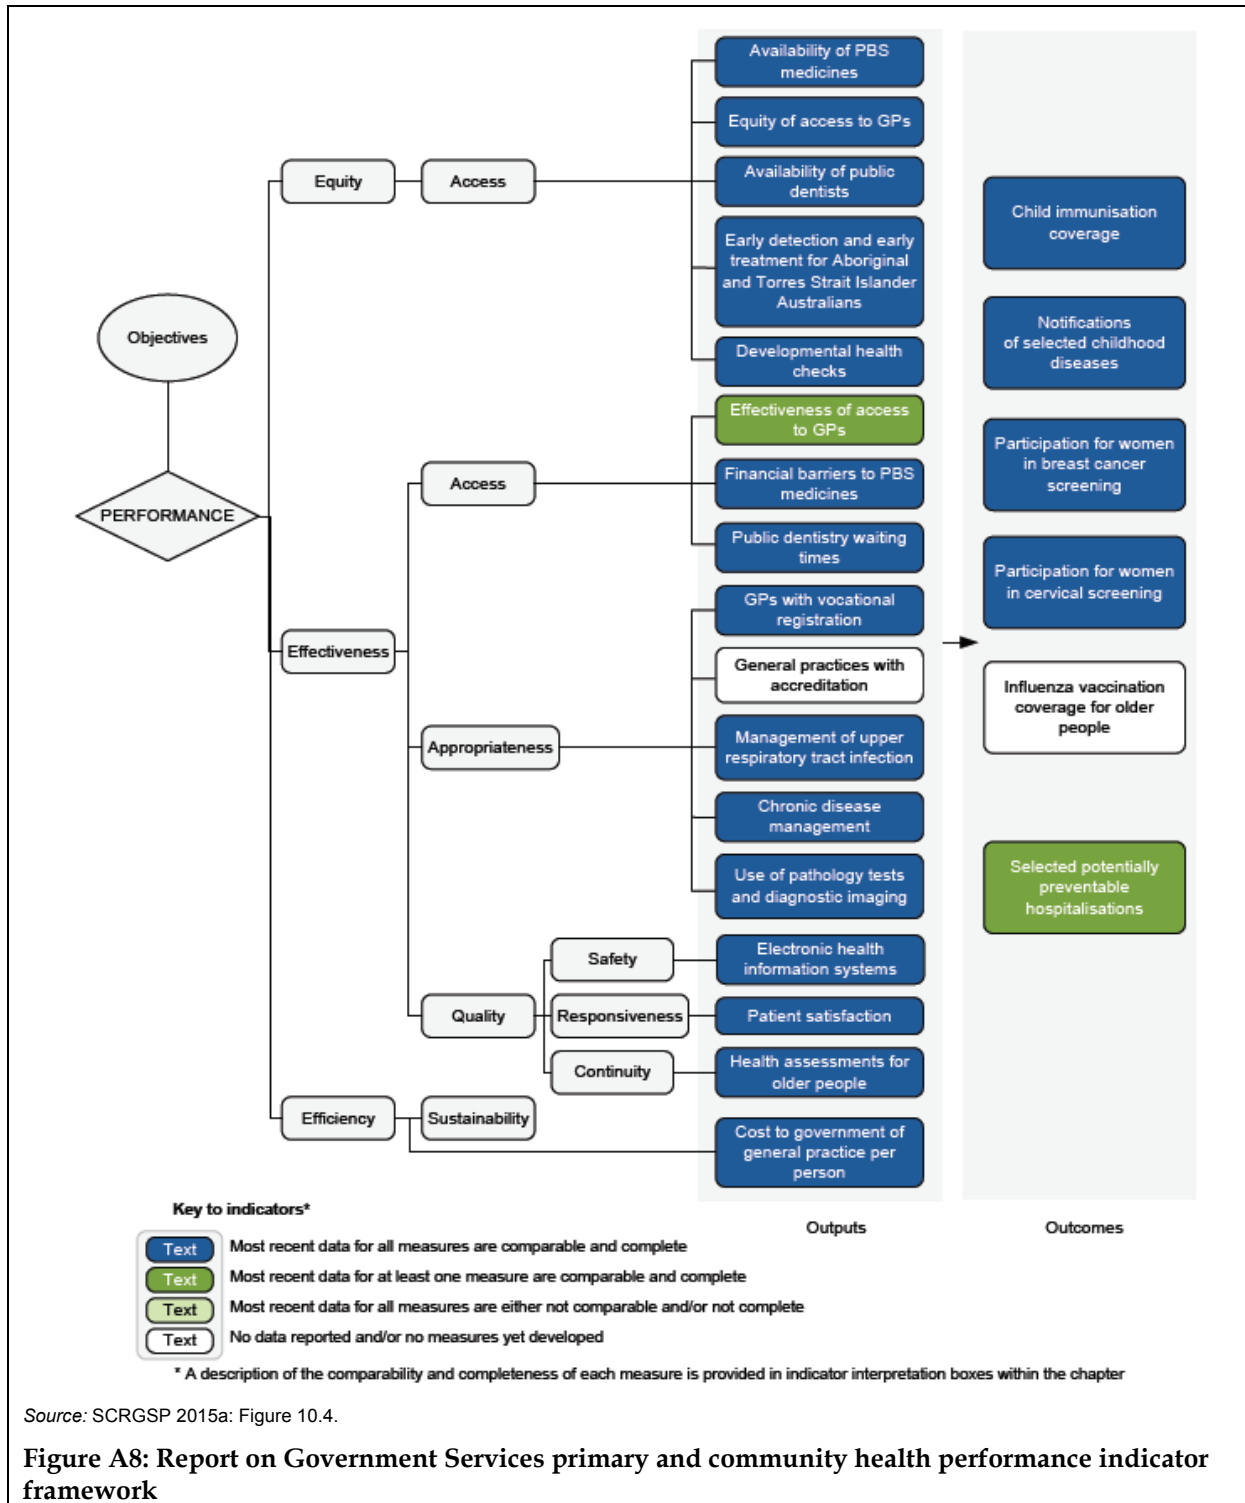 Availability of PBS
medicines
Equity of access to GPs
Equity
Access
Availability of public
dentists
Early detection and early
treatment for Aboriginal
and Torres Strait Islander
Australians
Developmental health
checks
Objectives
PERFORMANCE
Effectiveness of access
to GPs
Access
Financial barriers to PBS
medicines
Public dentistry waiting
times
Effectiveness
GPs with vocational
registration
General practices with
accreditation
Appropriateness
Management of upper
respiratory tract infection
Chronic disease
management
Use of pathology tests
and diagnostic imaging
Quality
Safety
Electronic health
information systems
Responsiveness
Patient satisfaction
Continuity
Health assessments for
older people
Efficiency
Sustainability
Cost to government of
general practice per
person
Child immunisation
coverage
Notifications
of selected childhood
diseases
Participation for women
in breast cancer
screening
Participation for women
in cervical screening
Influenza vaccination
coverage for older
people
Selected potentially
preventable
hospitalisations
Outputs
Outcomes
Key to indicators*
Text Most recent data for all measures are comparable and complete
Text Most recent data for at least one measure are comparable and complete
Text Most recent data for all measures are either not comparable and/or not complete
Text No data reported and/or no measures yet developed
* A description of the comparability and completeness of each measure is provided in indicator interpretation boxes within the chapter
Source: SCRGSP 2015a: Figure 10.4.
Figure A8: Report on Government Services primary and community health performance indicator
framework